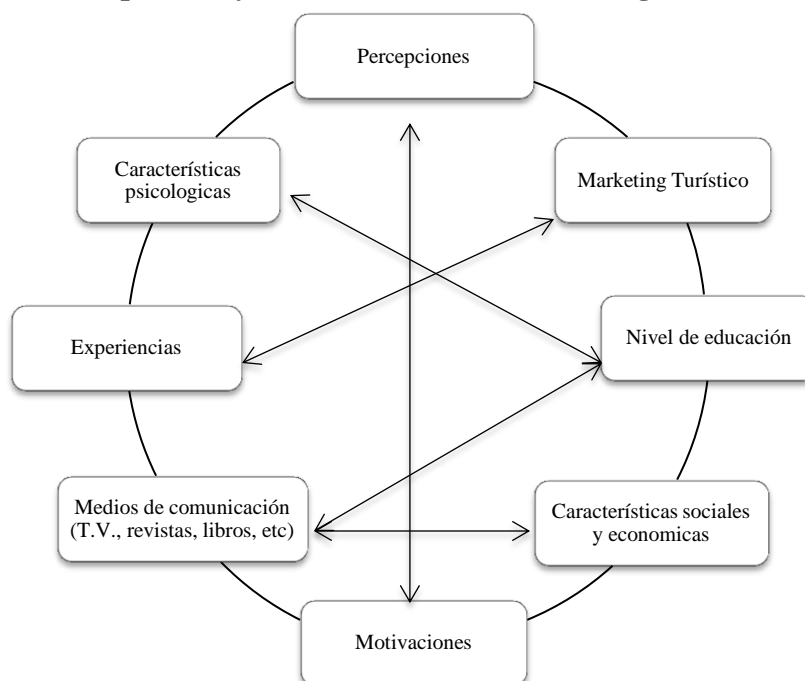 Percepciones
Características
psicologicas
Marketing Turístico
Experiencias
Nivel de educación
Medios de comunicación
(T.V., revistas, libros, etc)
Características sociales
y economicas
Motivaciones